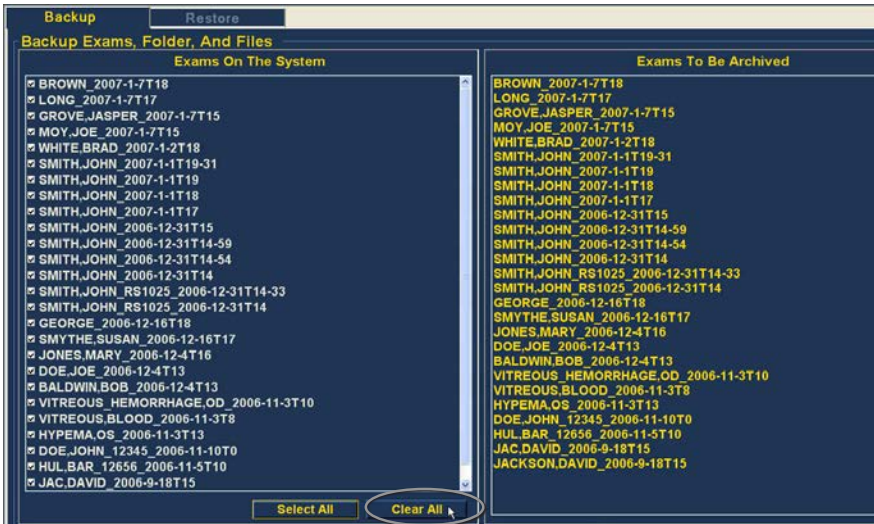 Backup
Restore
Backup Exams, Folder, And Files
Exams On The System
BROWN_2007-1-7T18
LONG_2007-1-7T17
GROVE,JASPER_2007-1-7T15
MOY,JOE_2007-1-7T15
WHITE,BRAD_2007-1-2T18
SMITH,JOHN_2007-1-1T19-31
SMITH,JOHN_2007-1-1T19
SMITH,JOHN_2007-1-1T18
SMITH,JOHN_2007-1-1T17
SMITH,JOHN_2006-12-31T15
SMITH,JOHN_2006-12-31T14-59
SMITH,JOHN_2006-12-31T14-54
SMITH,JOHN_2006-12-31T14
SMITH,JOHN_RS1025_2006-12-31T14-33
SMITH,JOHN_RS1025_2006-12-31T14
GEORGE_2006-12-16T18
SMYTHE,SUSAN_2006-12-16T17
JONES,MARY_2006-12-4T16
DOE,JOE_2006-12-4T13
BALDWIN,BOB_2006-12-4T13
VITREOUS_HEMORRHAGE,OD_2006-11-3T10
VITREOUS,BLOOD_2006-11-3T8
HYPEMA,OS_2006-11-3T13
DOE,JOHN_12345_2006-11-10T0
HUL,BAR_12656_2006-11-5T10
JAC,DAVID_2006-9-18T15
Select All
Clear All
Exams To Be Archived
BROWN_2007-1-7T18
LONG_2007-1-7T17
GROVE,JASPER_2007-1-7T15
MOY,JOE_2007-1-7T15
WHITE,BRAD_2007-1-2T18
SMITH,JOHN_2007-1-1T19-31
SMITH,JOHN_2007-1-1T19
SMITH,JOHN_2007-1-1T18
SMITH,JOHN_2007-1-1T17
SMITH,JOHN_2006-12-31T15
SMITH,JOHN_2006-12-31T14-59
SMITH,JOHN_2006-12-31T14-54
SMITH,JOHN_2006-12-31T14
SMITH,JOHN_RS1025_2006-12-31T14-33
SMITH,JOHN_RS1025_2006-12-31T14
GEORGE_2006-12-16T18
SMYTHE,SUSAN_2006-12-16T17
JONES,MARY_2006-12-4T16
DOE,JOE_2006-12-4T13
BALDWIN,BOB_2006-12-4T13
VITREOUS_HEMORRHAGE,OD_2006-11-3T10
VITREOUS,BLOOD_2006-11-3T8
HYPEMA,OS_2006-11-3T13
DOE,JOHN_12345_2006-11-10T0
HUL,BAR_12656_2006-11-5T10
JAC,DAVID_2006-9-18T15
JACKSON,DAVID_2006-9-18T15